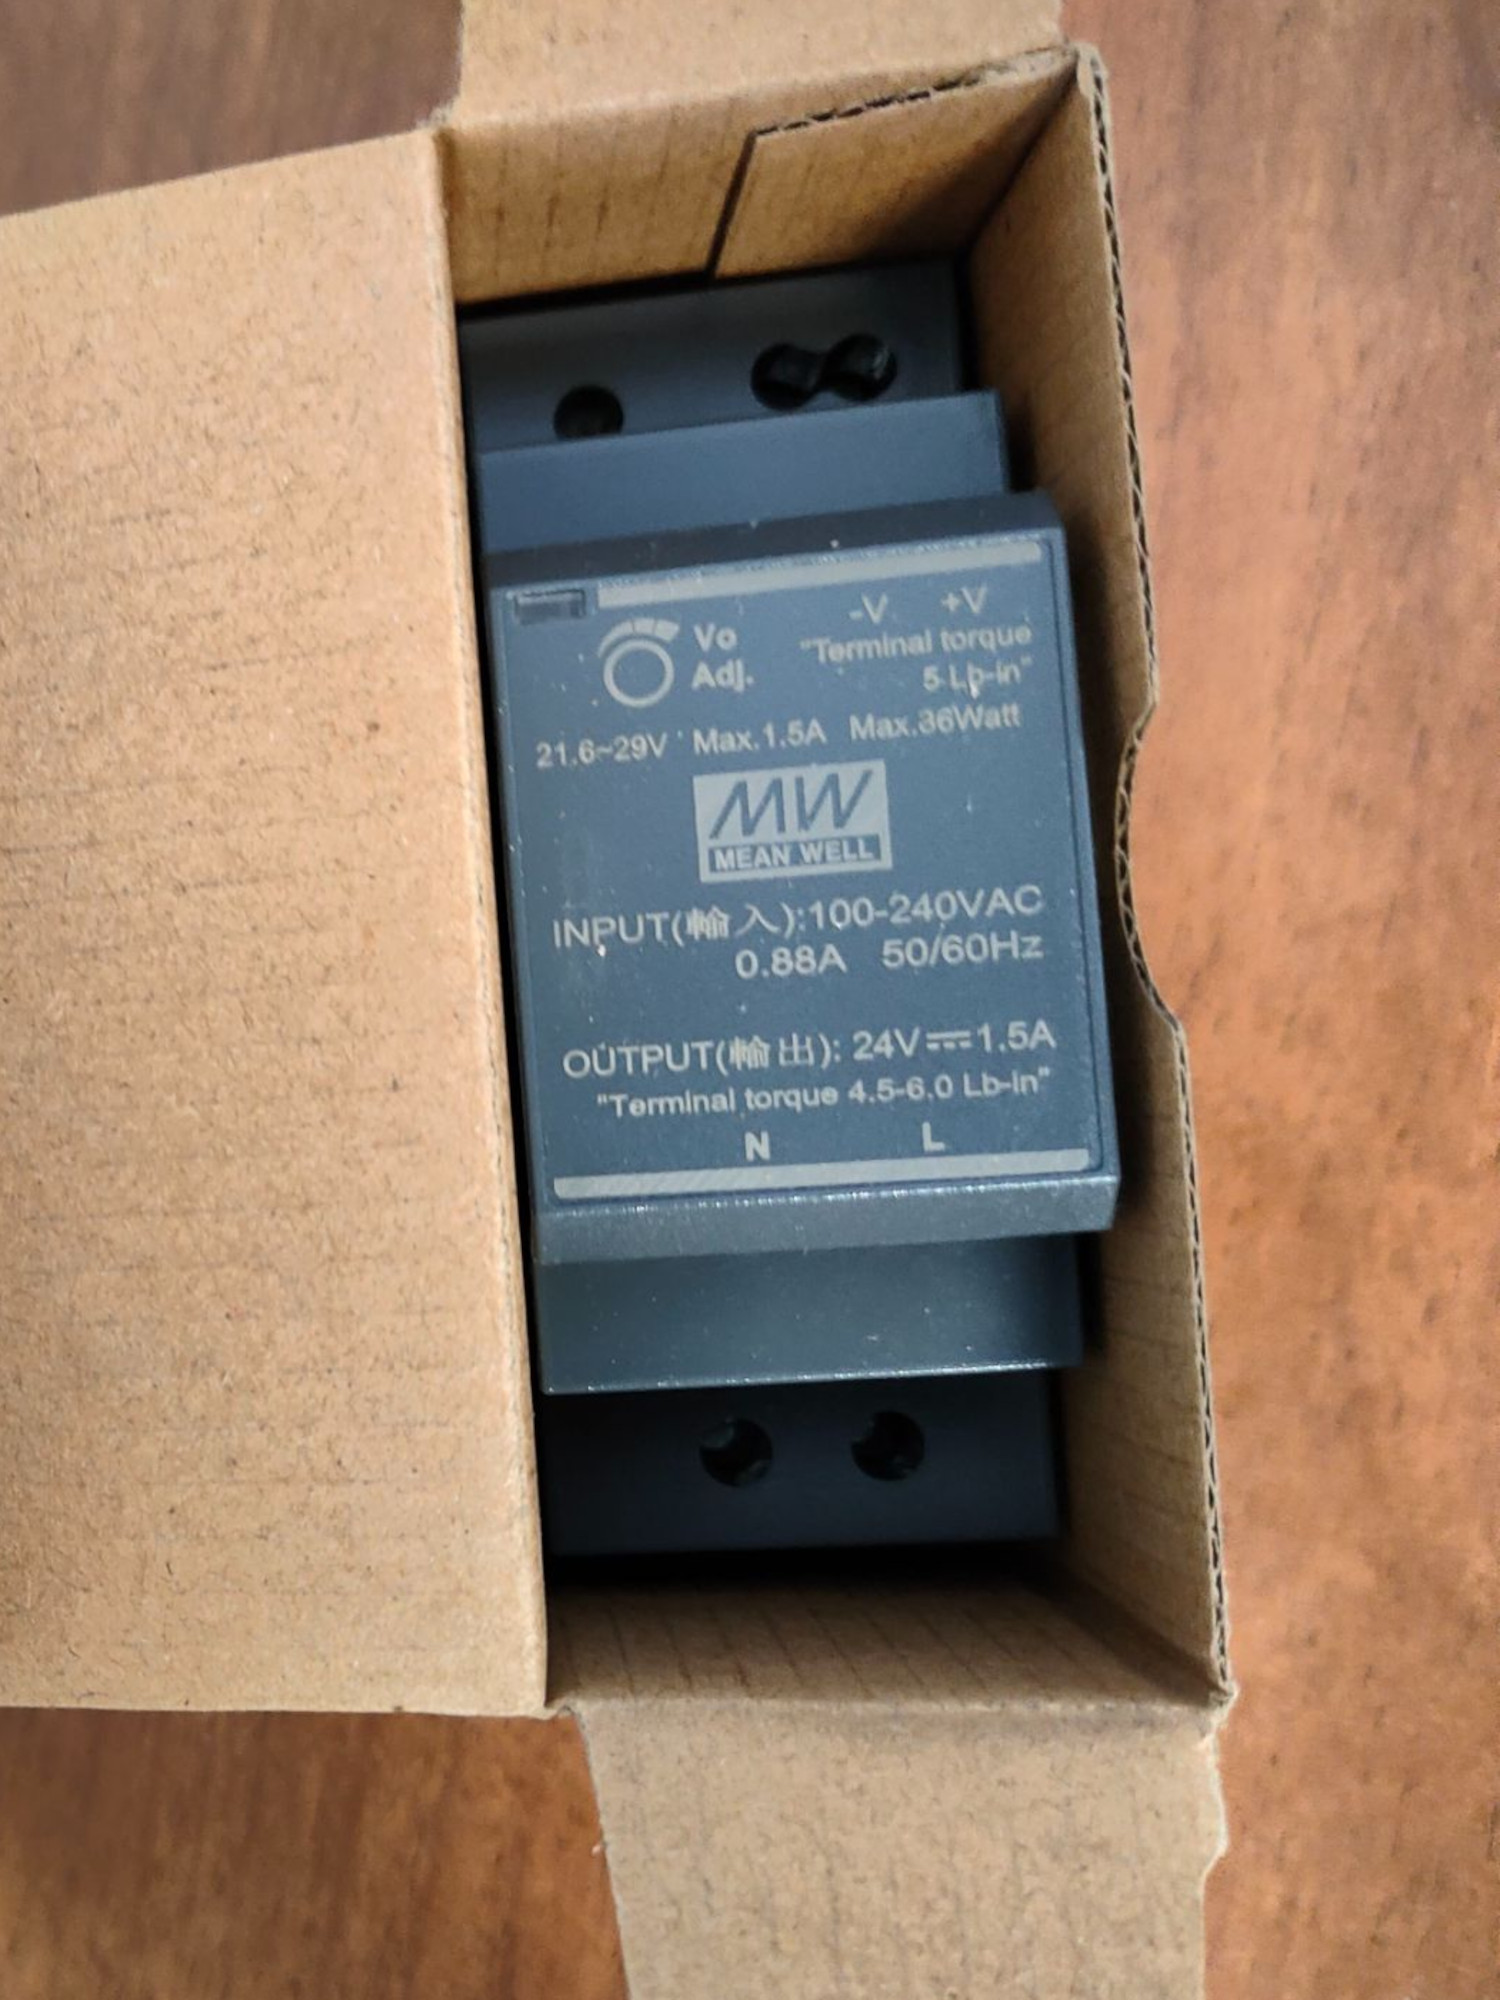 -V +V
Vo
Adj.
"Terminal torque
5 Lb-in"
21.6~29V Max.1.5A Max.36Watt
MW
MEAN WELL
INPUT(輸入):100-240VAC
0.88A 50/60Hz
OUTPUT(輸出): 24V⎓1.5A
"Terminal torque 4.5-6.0 Lb-in"
N L